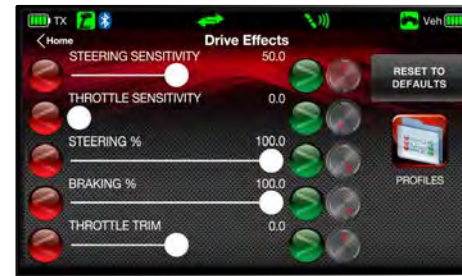 TX
Veh
Home
Drive Effects
STEERING SENSITIVITY 50.0
THROTTLE SENSITIVITY 0.0
STEERING % 100.0
BRAKING % 100.0
THROTTLE TRIM 0.0
RESET TO
DEFAULTS
PROFILES